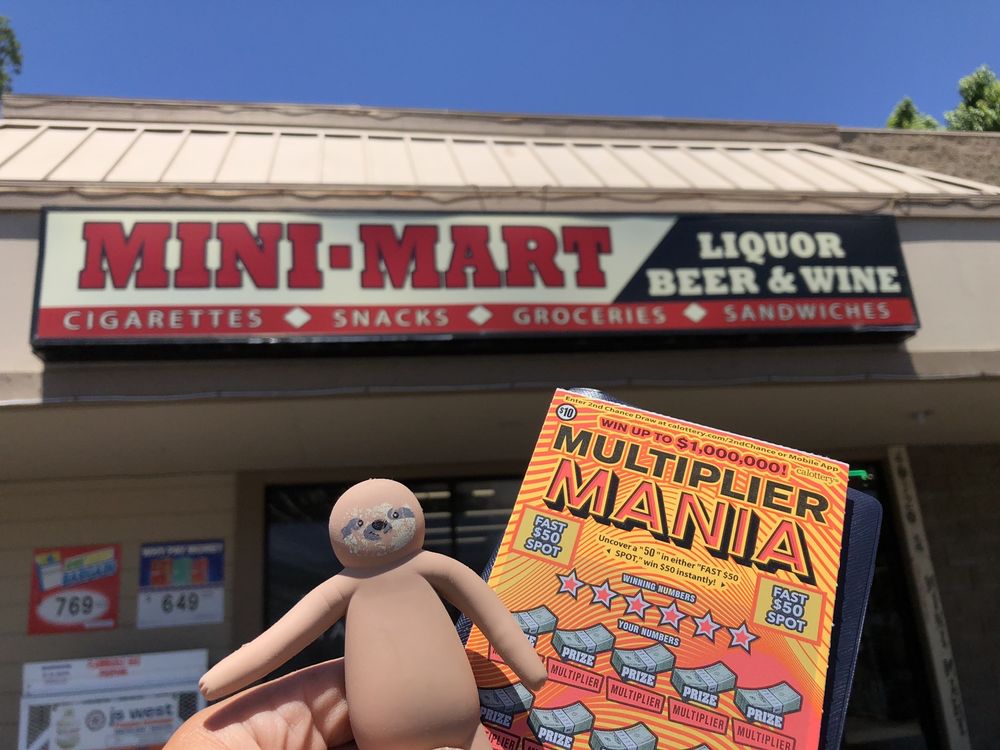 MINI-MART
LIQUOR
BEER & WINE
CIGARETTES SNACKS GROCERIES SANDWICHES
$10
Enter 2nd Chance Draw at calottery.com/2ndChance or Mobile App
WIN UP TO $1,000,000!
calottery
MULTIPLIER
MANIA
FAST
$50
SPOT
Uncover a "50" in either "FAST $50
SPOT," win $50 instantly!
FAST
$50
SPOT
WINNING NUMBERS
YOUR NUMBERS
PRIZE
PRIZE
PRIZE
PRIZE
MULTIPLIER
MULTIPLIER
MULTIPLIER
MULTIPLIER
PRIZE
PRIZE
769
649
js west